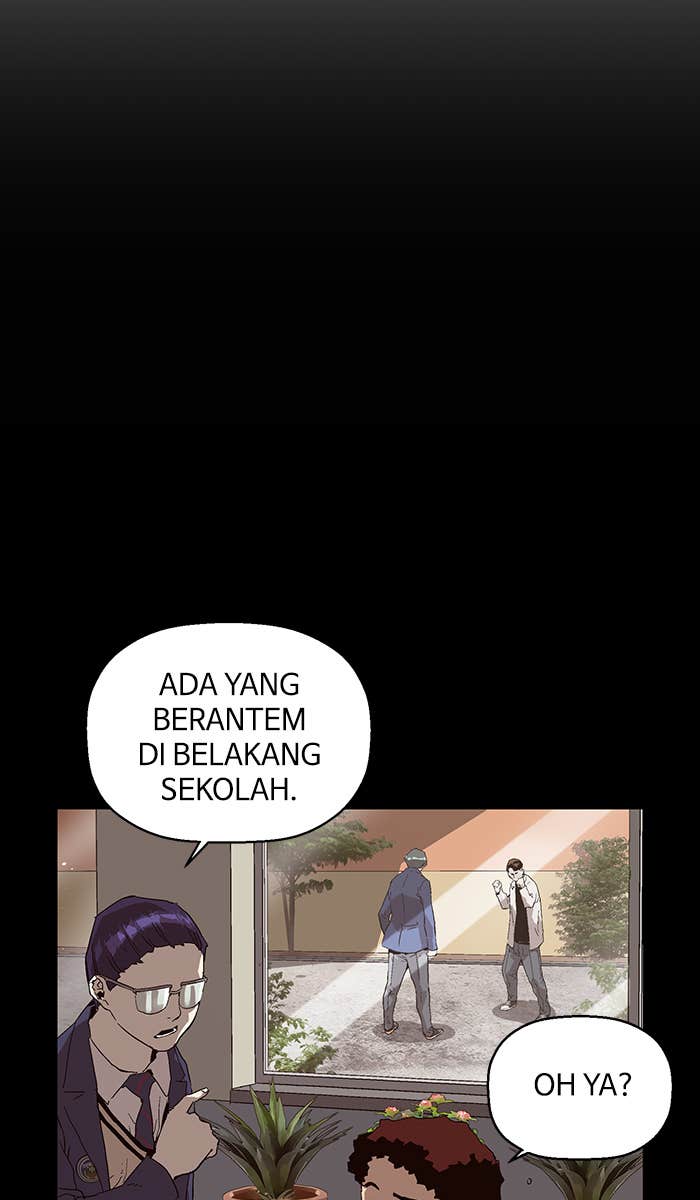 ADA YANG
BERANTEM
DI BELAKANG
SEKOLAH.
OH YA?